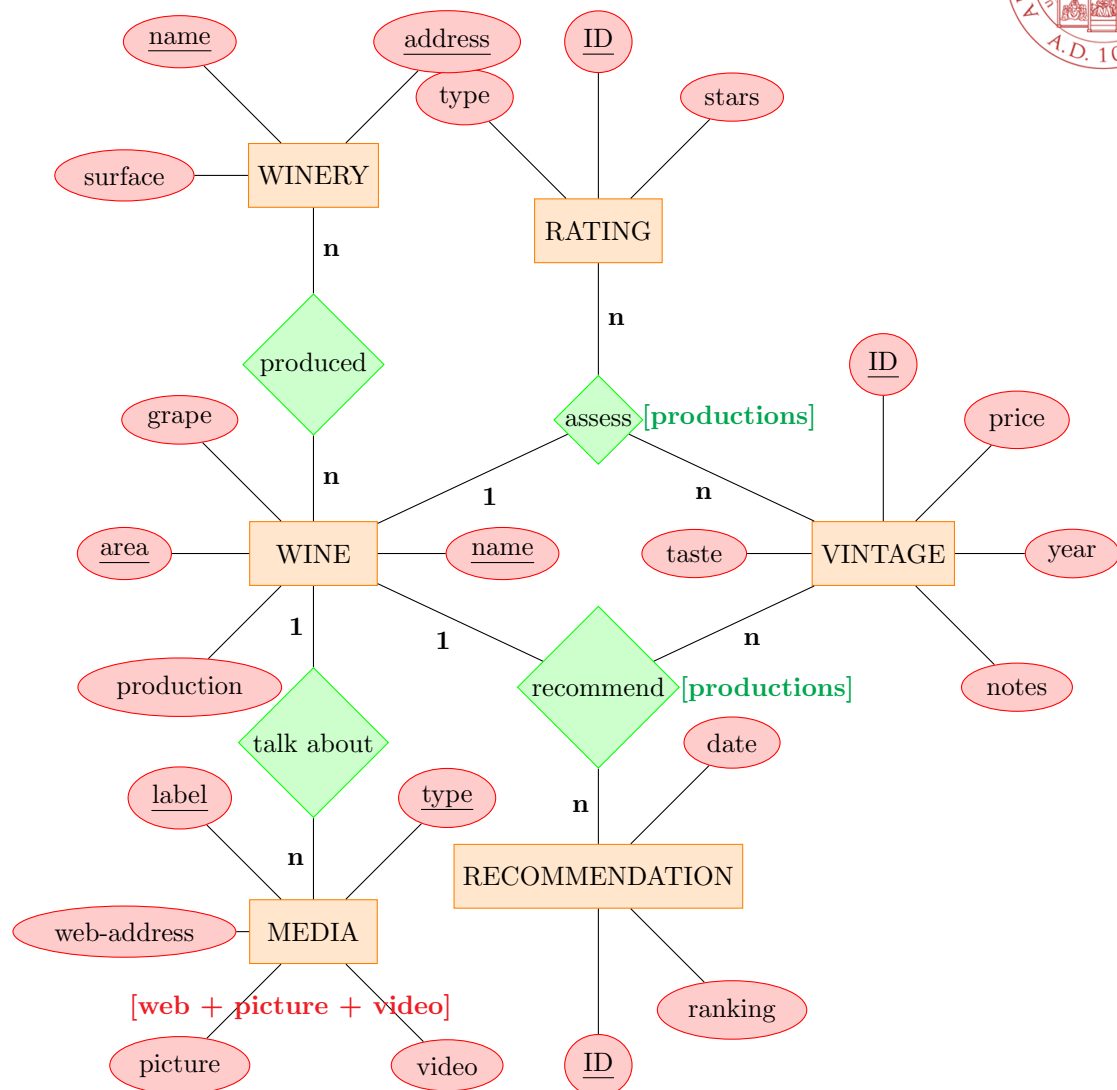 name
address
ID
type
stars
surface
WINERY
RATING
A.D. 10
n
n
produced
ID
grape
assess
[productions]
price
n
1
n
area
WINE
name
taste
VINTAGE
year
1
1
n
production
recommend
[productions]
notes
talk about
date
label
type
n
n
RECOMMENDATION
web-address
MEDIA
[web + picture + video]
ranking
picture
video
ID